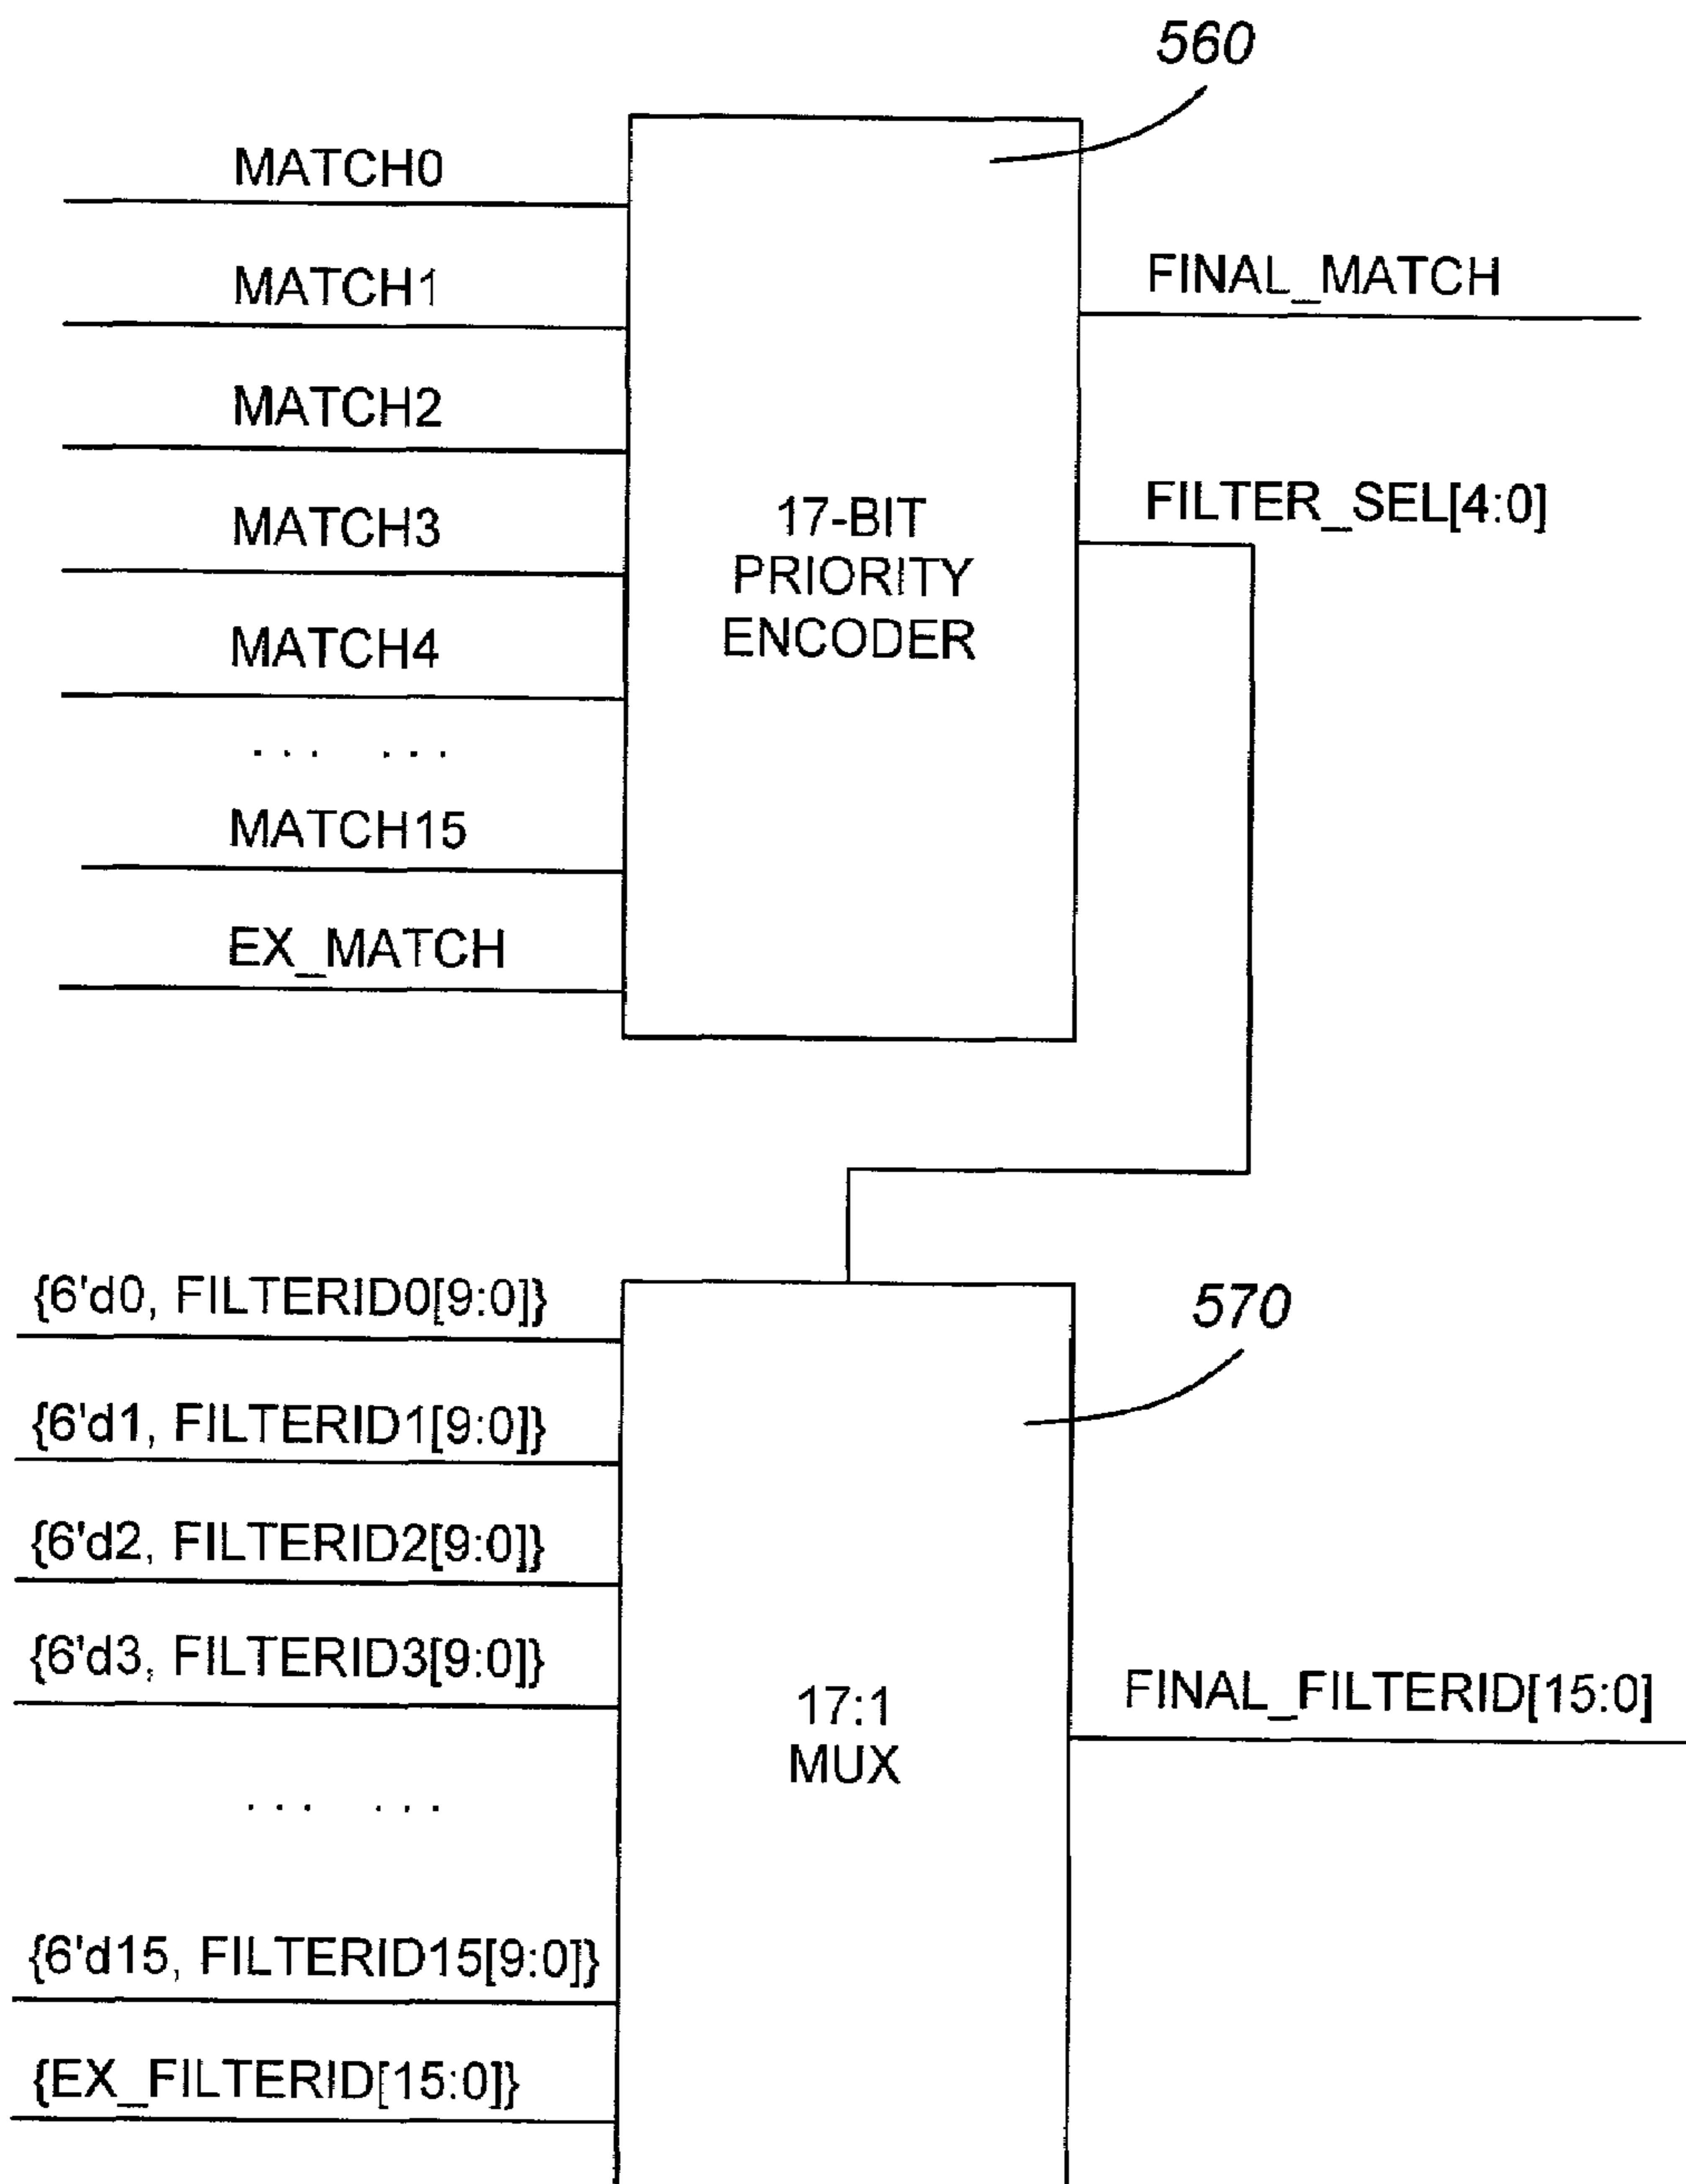 560
MATCH0
MATCH1
FINAL_MATCH
MATCH2
MATCH3
17-BIT
PRIORITY
ENCODER
FILTER_SEL[4:0]
MATCH4
... ...
MATCH15
EX_MATCH
{6'd0, FILTERID0[9:0]}
570
{6'd1, FILTERID1[9:0]}
{6'd2, FILTERID2[9:0]}
{6'd3, FILTERID3[9:0]}
17:1
MUX
FINAL_FILTERID[15:0]
... ...
{6'd15, FILTERID15[9:0]}
{EX_FILTERID[15:0]}